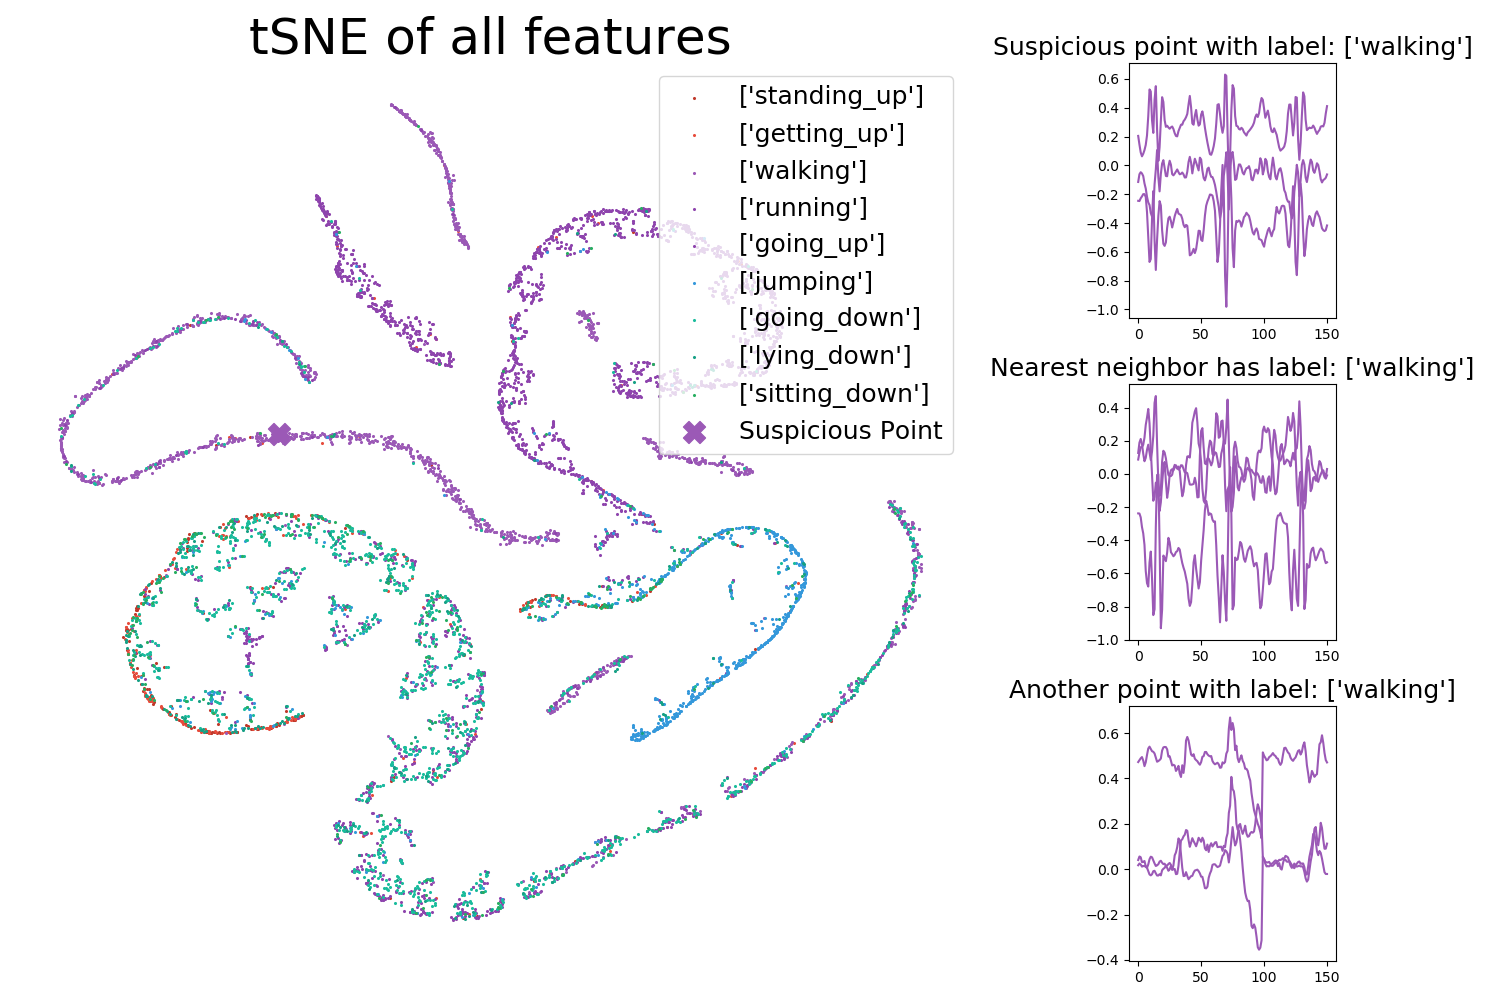 tSNE of all features
['standing_up']
['getting_up']
['walking']
['running']
['going_up']
['jumping']
['going_down']
['lying_down']
['sitting_down']
Suspicious Point
Suspicious point with label: ['walking']
0.6
0.4
0.2
0.0
−0.2
−0.4
−0.6
−0.8
−1.0
0 50 100 150
Nearest neighbor has label: ['walking']
0.4
0.2
0.0
−0.2
−0.4
−0.6
−0.8
−1.0
0 50 100 150
Another point with label: ['walking']
0.6
0.4
0.2
0.0
−0.2
−0.4
0 50 100 150